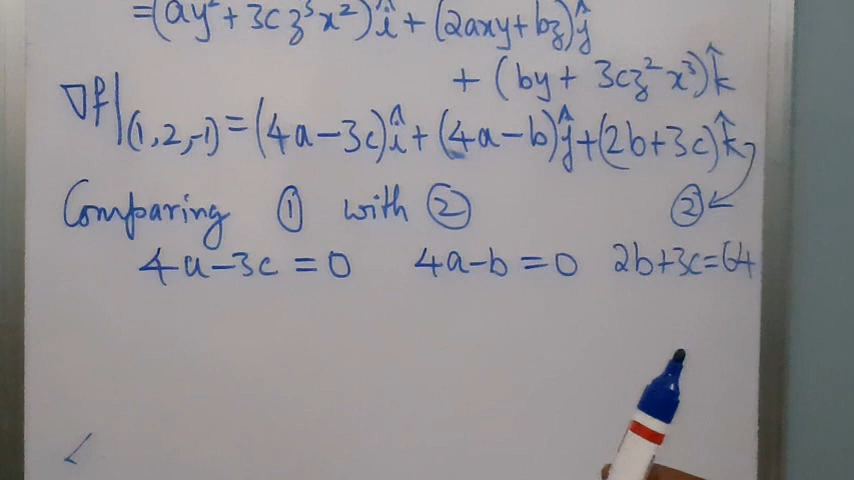 =(ay²+3cz³x²)î+(2axy+bz)ĵ
+(by+3cz²x³)k̂
∇f|(1,2,-1)=(4a-3c)î+(4a-b)ĵ+(2b+3c)k̂
Comparing ① with ② ②
4a-3c=0 4a-b=0 2b+3c=64